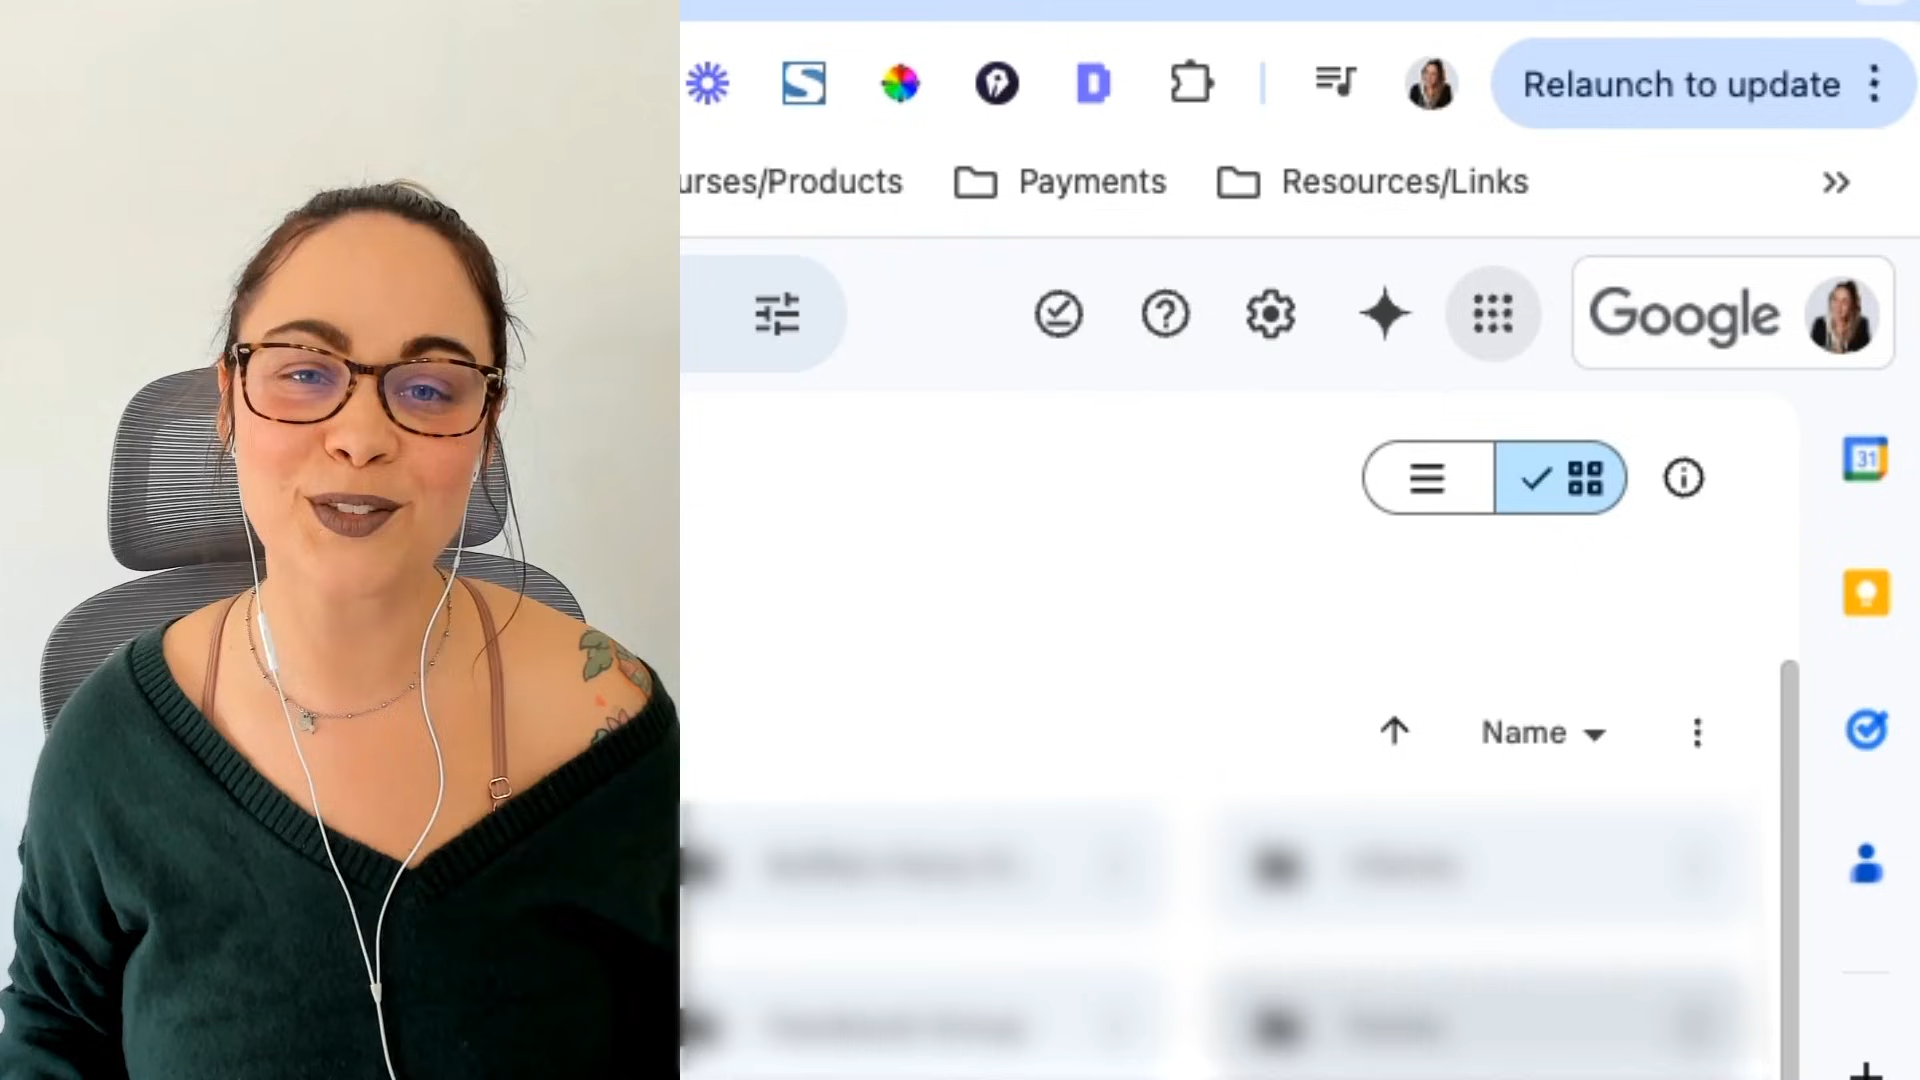 Relaunch to update
urses/Products Payments Resources/Links
Google
31
Name